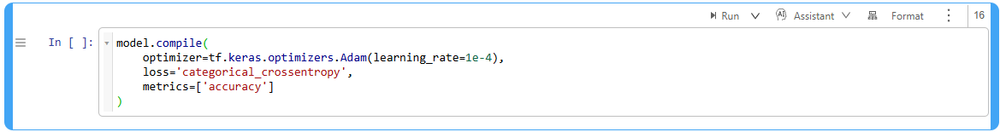 Run Assistant Format 16
In [ ]: model.compile(
    optimizer=tf.keras.optimizers.Adam(learning_rate=1e-4),
    loss='categorical_crossentropy',
    metrics=['accuracy']
)